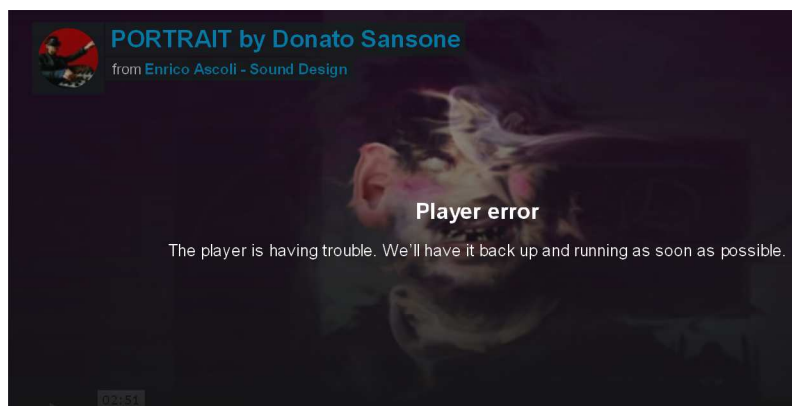 PORTRAIT by Donato Sansone
from Enrico Ascoli - Sound Design
Player error
The player is having trouble. We'll have it back up and running as soon as possible.
02:51